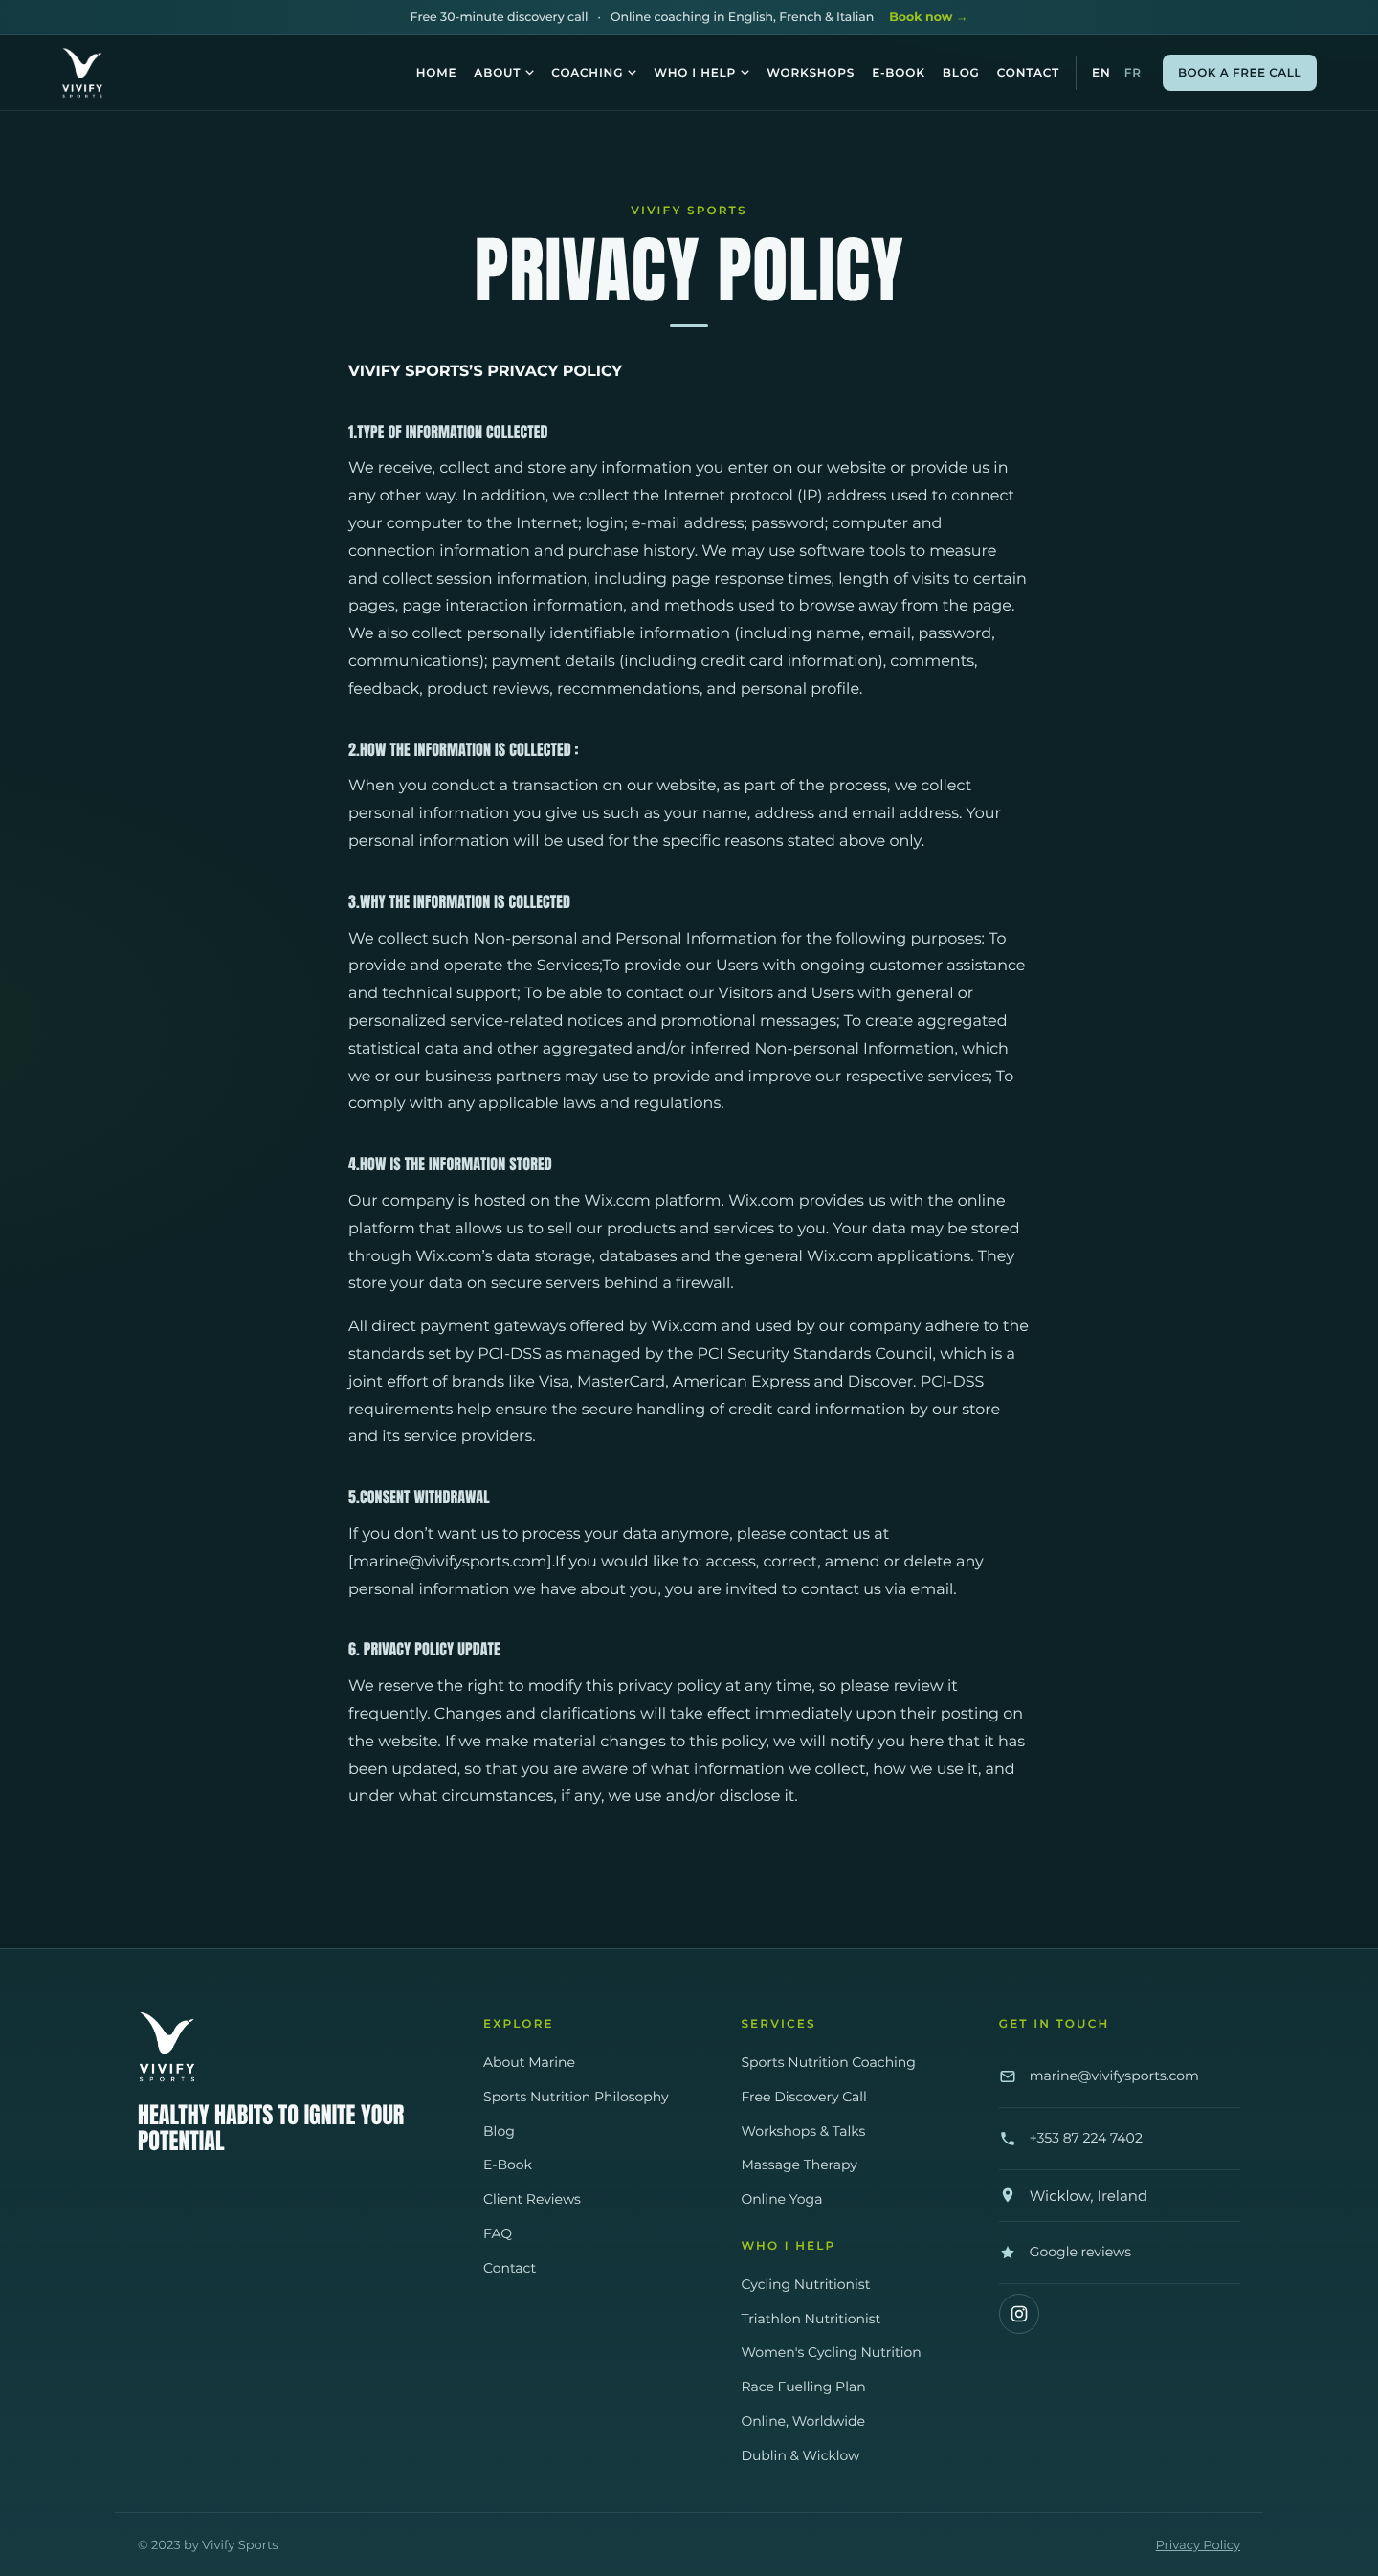 Free 30-minute discovery call · Online coaching in English, French & Italian Book now →
VIVIFY
SPORTS
HOME ABOUT COACHING WHO I HELP WORKSHOPS E-BOOK BLOG CONTACT EN FR BOOK A FREE CALL
VIVIFY SPORTS
PRIVACY POLICY
VIVIFY SPORTS’S PRIVACY POLICY
1.TYPE OF INFORMATION COLLECTED
We receive, collect and store any information you enter on our website or provide us in
any other way. In addition, we collect the Internet protocol (IP) address used to connect
your computer to the Internet; login; e-mail address; password; computer and
connection information and purchase history. We may use software tools to measure
and collect session information, including page response times, length of visits to certain
pages, page interaction information, and methods used to browse away from the page.
We also collect personally identifiable information (including name, email, password,
communications); payment details (including credit card information), comments,
feedback, product reviews, recommendations, and personal profile.
2.HOW THE INFORMATION IS COLLECTED :
When you conduct a transaction on our website, as part of the process, we collect
personal information you give us such as your name, address and email address. Your
personal information will be used for the specific reasons stated above only.
3.WHY THE INFORMATION IS COLLECTED
We collect such Non-personal and Personal Information for the following purposes: To
provide and operate the Services;To provide our Users with ongoing customer assistance
and technical support; To be able to contact our Visitors and Users with general or
personalized service-related notices and promotional messages; To create aggregated
statistical data and other aggregated and/or inferred Non-personal Information, which
we or our business partners may use to provide and improve our respective services; To
comply with any applicable laws and regulations.
4.HOW IS THE INFORMATION STORED
Our company is hosted on the Wix.com platform. Wix.com provides us with the online
platform that allows us to sell our products and services to you. Your data may be stored
through Wix.com’s data storage, databases and the general Wix.com applications. They
store your data on secure servers behind a firewall.
All direct payment gateways offered by Wix.com and used by our company adhere to the
standards set by PCI-DSS as managed by the PCI Security Standards Council, which is a
joint effort of brands like Visa, MasterCard, American Express and Discover. PCI-DSS
requirements help ensure the secure handling of credit card information by our store
and its service providers.
5.CONSENT WITHDRAWAL
If you don’t want us to process your data anymore, please contact us at
[marine@vivifysports.com].If you would like to: access, correct, amend or delete any
personal information we have about you, you are invited to contact us via email.
6. PRIVACY POLICY UPDATE
We reserve the right to modify this privacy policy at any time, so please review it
frequently. Changes and clarifications will take effect immediately upon their posting on
the website. If we make material changes to this policy, we will notify you here that it has
been updated, so that you are aware of what information we collect, how we use it, and
under what circumstances, if any, we use and/or disclose it.
VIVIFY
SPORTS
HEALTHY HABITS TO IGNITE YOUR
POTENTIAL
EXPLORE
About Marine
Sports Nutrition Philosophy
Blog
E-Book
Client Reviews
FAQ
Contact
SERVICES
Sports Nutrition Coaching
Free Discovery Call
Workshops & Talks
Massage Therapy
Online Yoga
WHO I HELP
Cycling Nutritionist
Triathlon Nutritionist
Women's Cycling Nutrition
Race Fuelling Plan
Online, Worldwide
Dublin & Wicklow
GET IN TOUCH
marine@vivifysports.com
+353 87 224 7402
Wicklow, Ireland
Google reviews
© 2023 by Vivify Sports
Privacy Policy